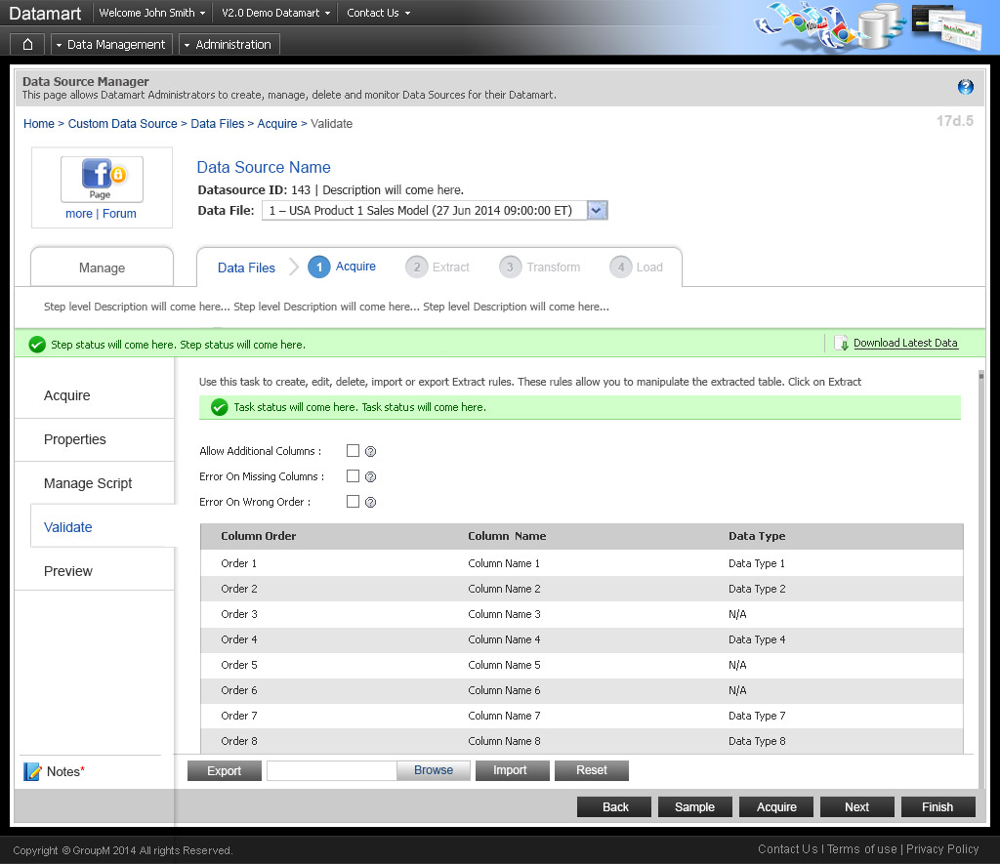 Datamart Welcome John Smith V2.0 Demo Datamart Contact Us
Data Management Administration
Data Source Manager
This page allows Datamart Administrators to create, manage, delete and monitor Data Sources for their Datamart.
Home > Custom Data Source > Data Files > Acquire > Validate
17d.5
Page
more | Forum
Data Source Name
Datasource ID: 143 | Description will come here.
Data File: 1 – USA Product 1 Sales Model (27 Jun 2014 09:00:00 ET)
Manage Data Files 1 Acquire 2 Extract 3 Transform 4 Load
Step level Description will come here... Step level Description will come here... Step level Description will come here...
Step status will come here. Step status will come here. Download Latest Data
Acquire
Properties
Manage Script
Validate
Preview
Use this task to create, edit, delete, import or export Extract rules. These rules allow you to manipulate the extracted table. Click on Extract
Task status will come here. Task status will come here.
Allow Additional Columns :
Error On Missing Columns :
Error On Wrong Order :
Column Order Column Name Data Type
Order 1 Column Name 1 Data Type 1
Order 2 Column Name 2 Data Type 2
Order 3 Column Name 3 N/A
Order 4 Column Name 4 Data Type 4
Order 5 Column Name 5 N/A
Order 6 Column Name 6 N/A
Order 7 Column Name 7 Data Type 7
Order 8 Column Name 8 Data Type 8
Notes* Export Browse Import Reset
Back Sample Acquire Next Finish
Copyright © GroupM 2014 All rights Reserved. Contact Us | Terms of use | Privacy Policy